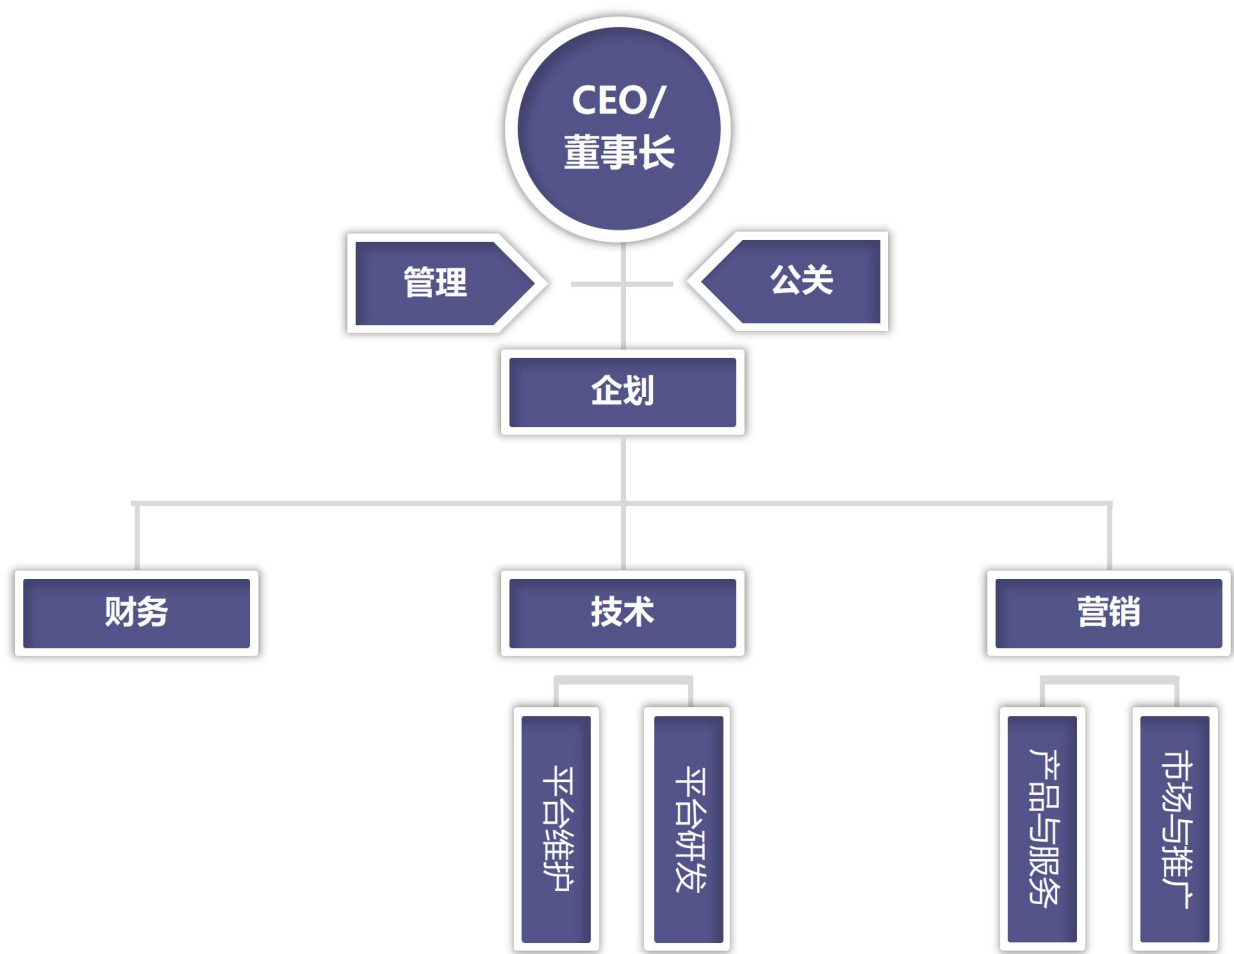 CEO/
董事长
管理
公关
企划
财务
技术
营销
平台维护
平台研发
产品与服务
市场与推广